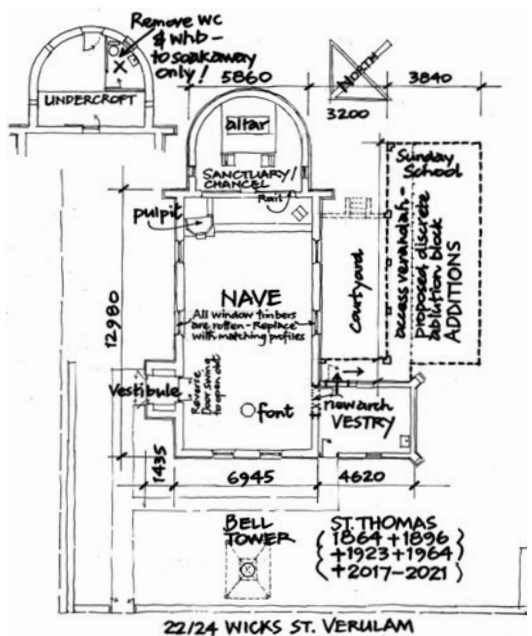 Remove WC
& whb –
to soakaway
only!
X
UNDERCROFT
5860
NORTH
3840
3200
altar
SANCTUARY/
CHANCEL
Rail
pulpit
Sunday
School
access verandah –
proposed discrete
ablution block
ADDITIONS
Courtyard
12980
NAVE
All window timbers
are rotten – Replace
with matching profiles
Vestibule
Reverse
Door swing
to open out
font
new arch
VESTRY
1435
6945
4620
BELL
TOWER
ST. THOMAS
(1864 + 1896)
(+1923 + 1964)
(+2017–2021)
22/24 WICKS ST. VERULAM